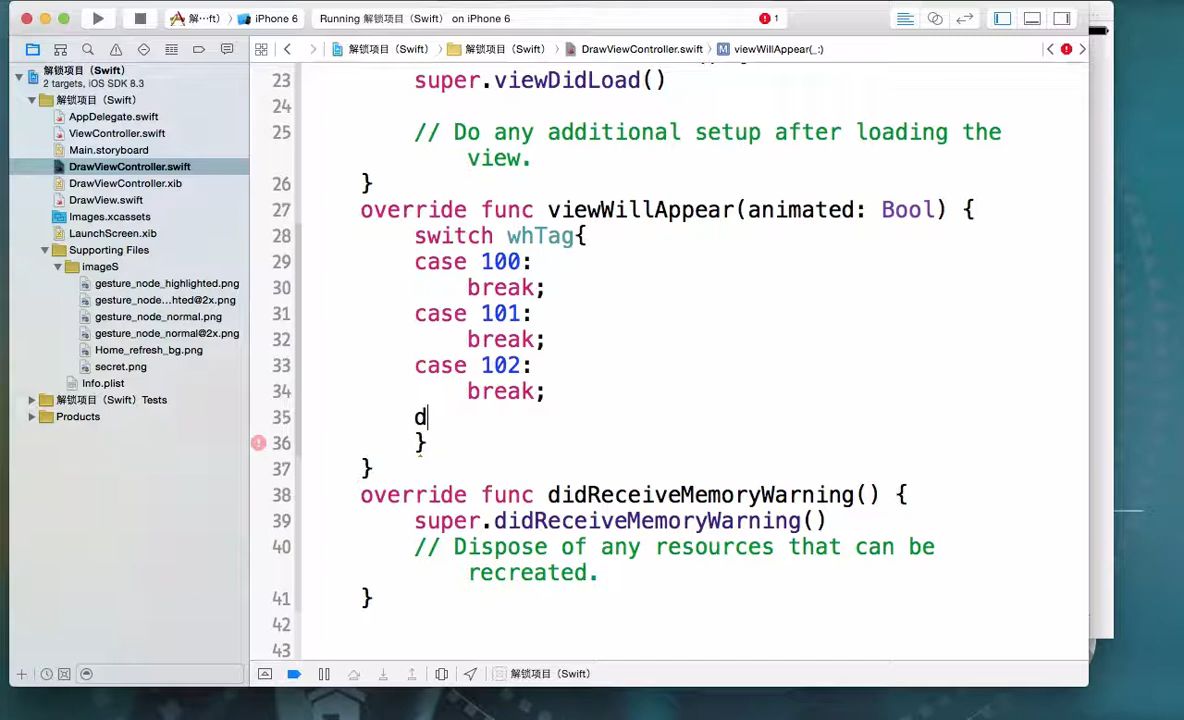 解…ft) iPhone 6 Running 解锁项目（Swift） on iPhone 6 1
解锁项目（Swift） 解锁项目（Swift） DrawViewController.swift M viewWillAppear(_:)
解锁项目（Swift）
2 targets, iOS SDK 8.3
解锁项目（Swift）
AppDelegate.swift
ViewController.swift
Main.storyboard
DrawViewController.swift
DrawViewController.xib
DrawView.swift
Images.xcassets
LaunchScreen.xib
Supporting Files
imageS
gesture_node_highlighted.png
gesture_node...hted@2x.png
gesture_node_normal.png
gesture_node_normal@2x.png
Home_refresh_bg.png
secret.png
Info.plist
解锁项目（Swift）Tests
Products
23 super.viewDidLoad()
24
25 // Do any additional setup after loading the
view.
26 }
27 override func viewWillAppear(animated: Bool) {
28 switch whTag{
29 case 100:
30 break;
31 case 101:
32 break;
33 case 102:
34 break;
35 d
36 }
37 }
38 override func didReceiveMemoryWarning() {
39 super.didReceiveMemoryWarning()
40 // Dispose of any resources that can be
recreated.
41 }
42
43
解锁项目（Swift）